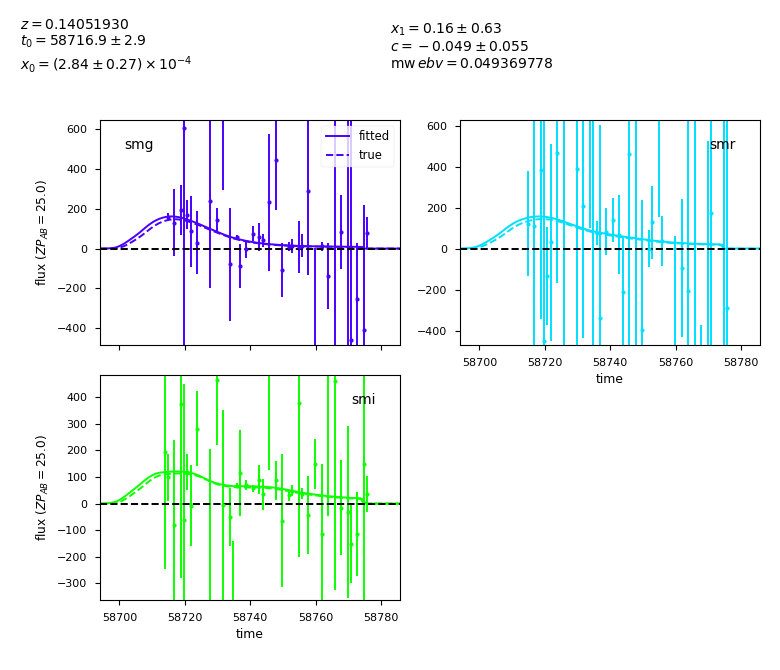 z = 0.14051930
t₀ = 58716.9 ± 2.9
x₀ = (2.84 ± 0.27) × 10⁻⁴
x₁ = 0.16 ± 0.63
c = −0.049 ± 0.055
mw ebv = 0.049369778
smg
fitted
true
600
400
200
0
−200
−400
flux (ZP_AB = 25.0)
smr
600
400
200
0
−200
−400
58700 58720 58740 58760 58780
time
smi
400
300
200
100
0
−100
−200
−300
flux (ZP_AB = 25.0)
58700 58720 58740 58760 58780
time